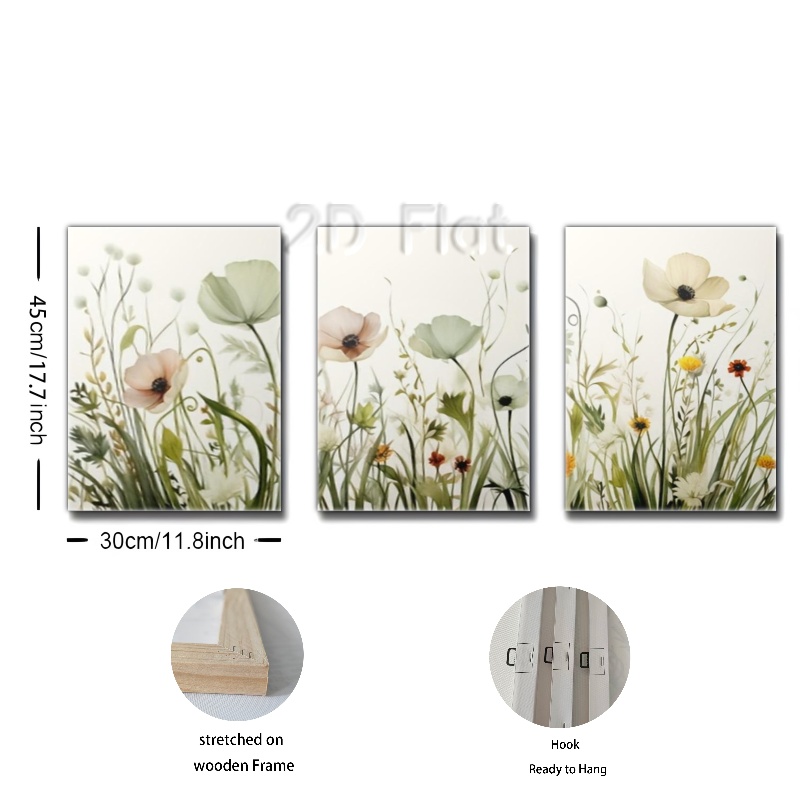 2D Flat
45cm/17.7inch
30cm/11.8inch
stretched on
wooden Frame
Hook
Ready to Hang